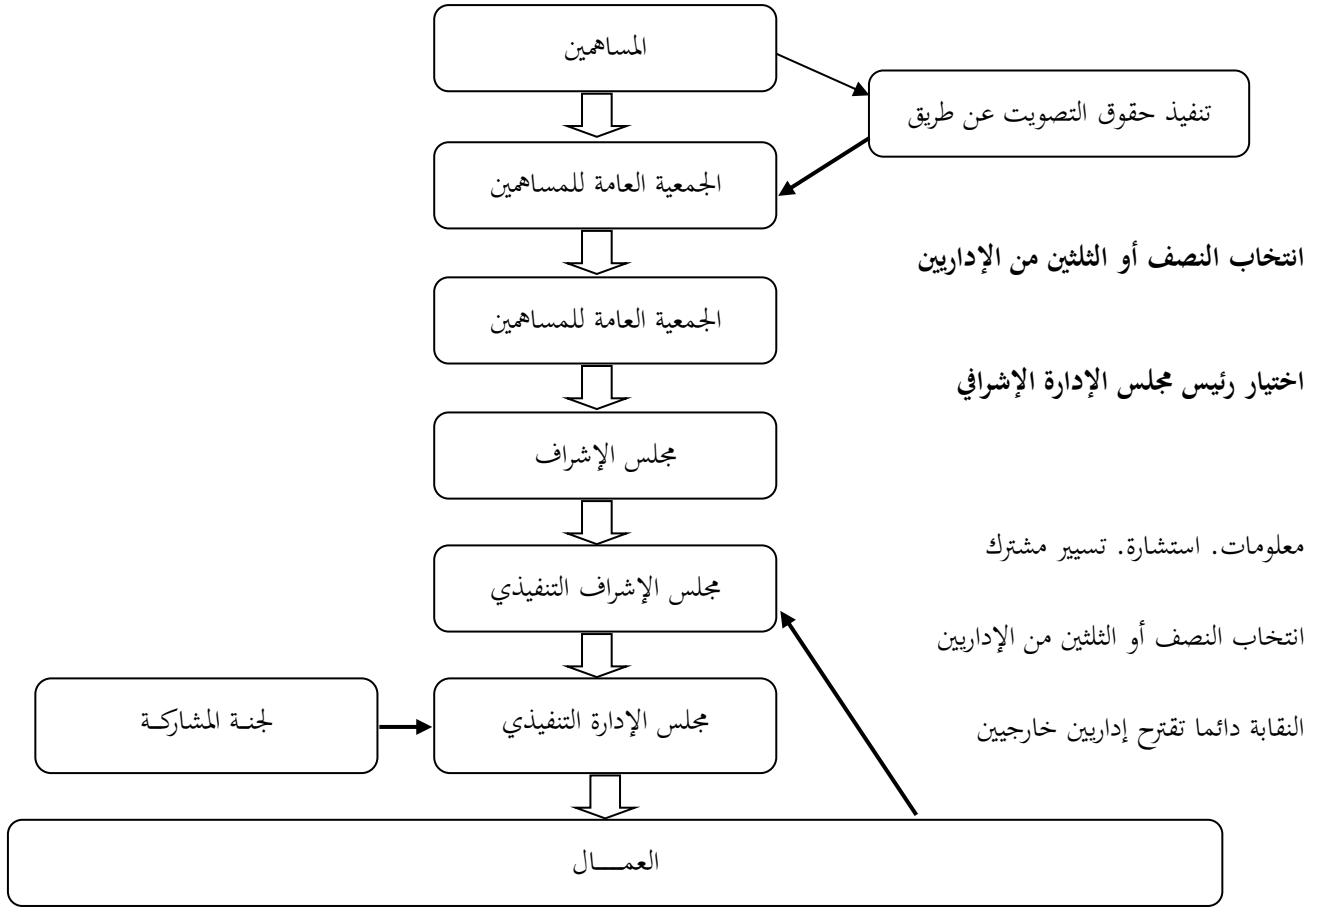 المساهمين
تنفيذ حقوق التصويت عن طريق
الجمعية العامة للمساهمين
انتخاب النصف أو الثلثين من الإداريين
الجمعية العامة للمساهمين
اختيار رئيس مجلس الإدارة الإشرافي
مجلس الإشراف
معلومات. استشارة. تسيير مشترك
مجلس الإشراف التنفيذي
انتخاب النصف أو الثلثين من الإداريين
مجلس الإدارة التنفيذي
لجنـة المشاركـة
النقابة دائما تقترح إداريين خارجيين
العمـــال